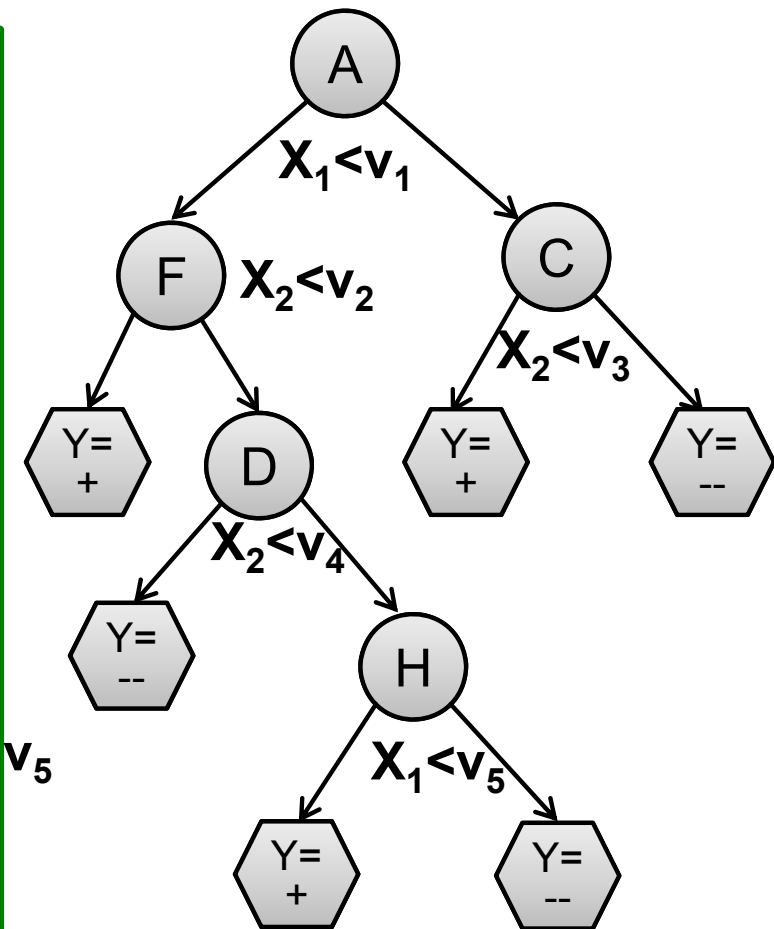 A
X₁<v₁
F
X₂<v₂
C
X₂<v₃
Y=
+
D
Y=
+
Y=
--
X₂<v₄
Y=
--
H
v₅
X₁<v₅
Y=
+
Y=
--